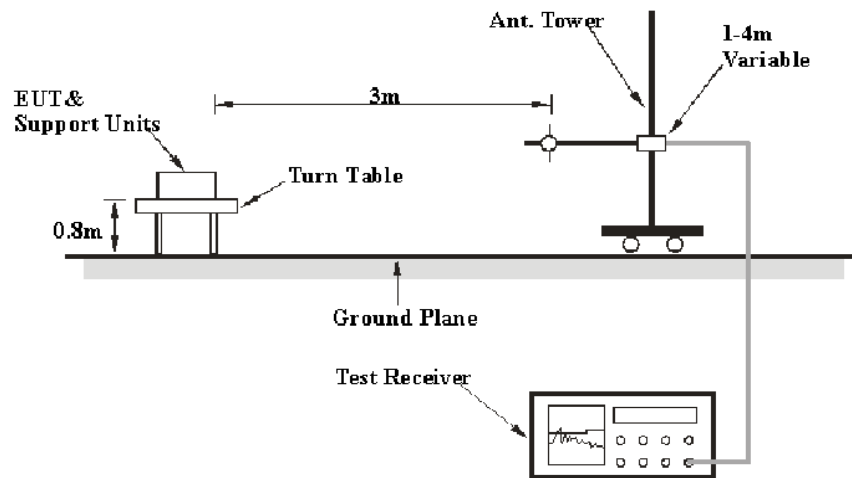 Ant. Tower
1-4m
Variable
3m
EUT&
Support Units
Turn Table
0.8m
Ground Plane
Test Receiver